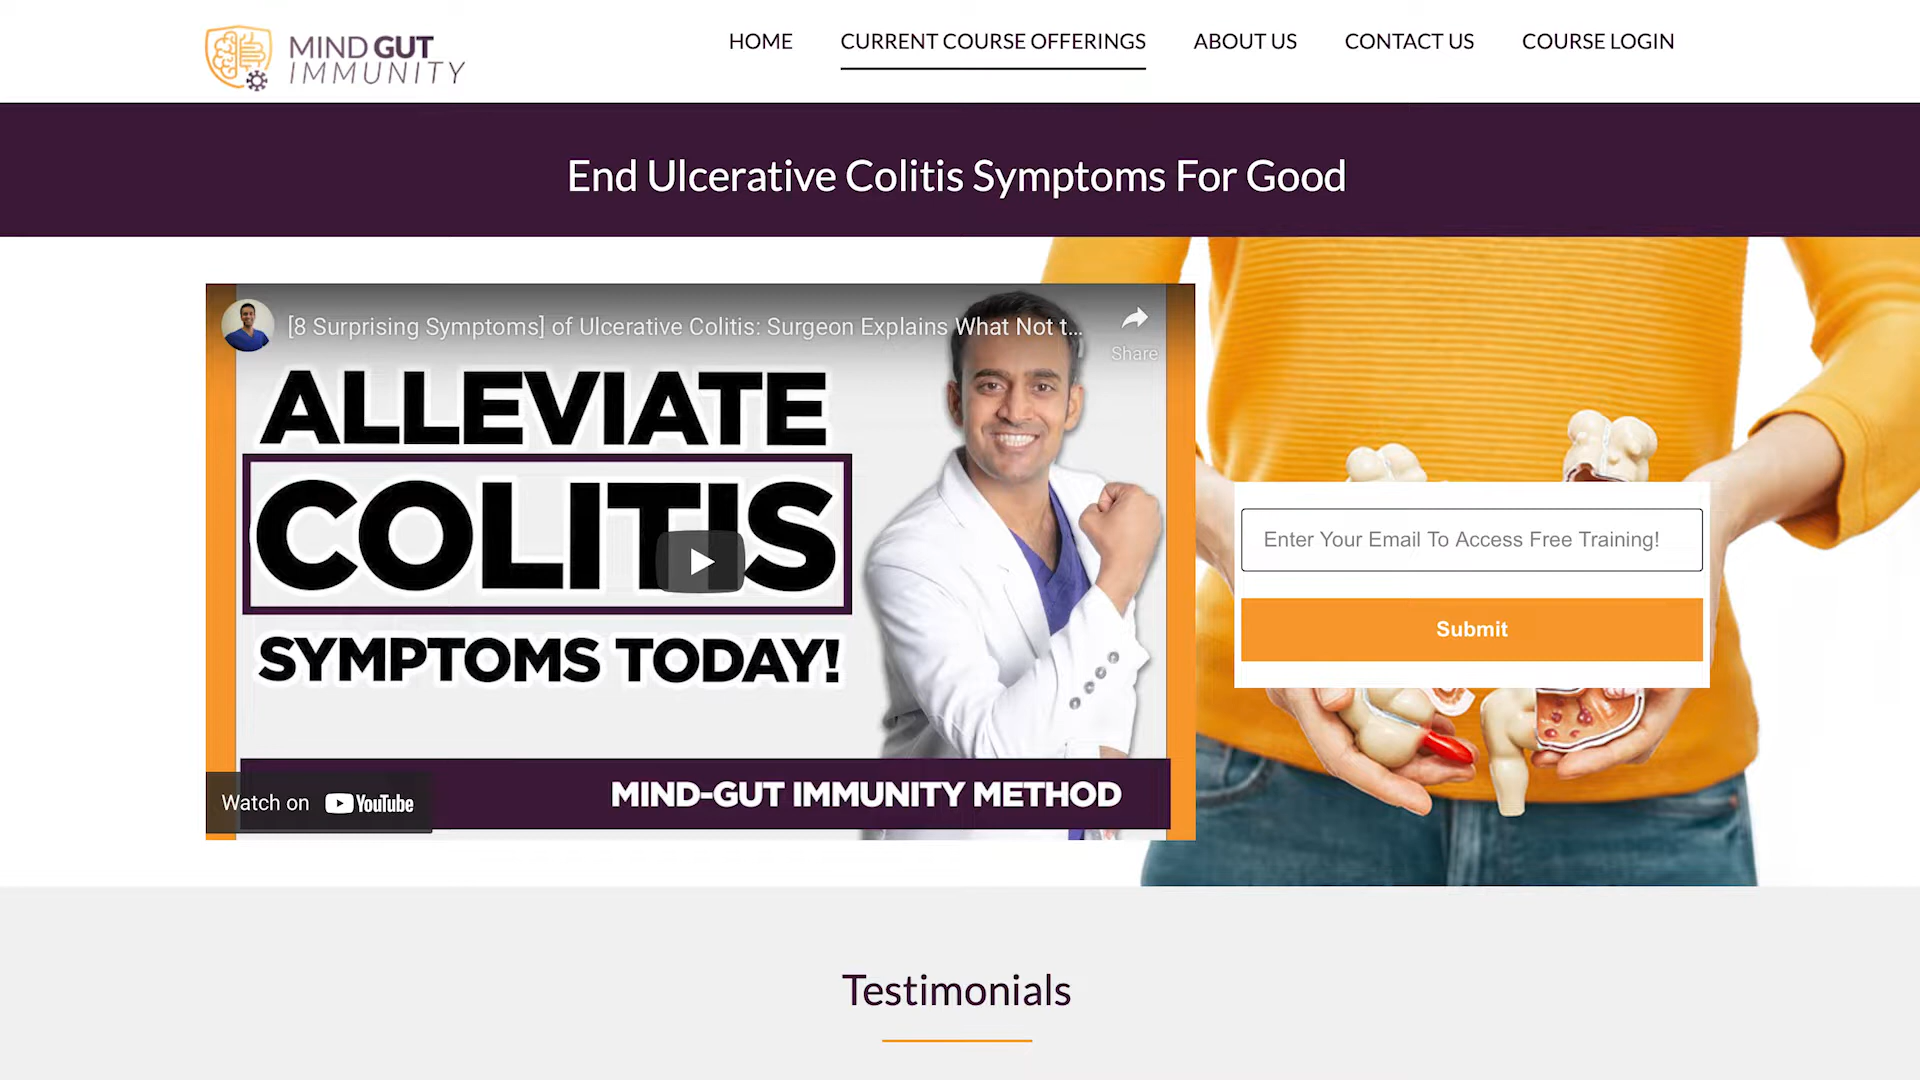 MIND GUT
IMMUNITY
HOME
CURRENT COURSE OFFERINGS
ABOUT US
CONTACT US
COURSE LOGIN
End Ulcerative Colitis Symptoms For Good
[8 Surprising Symptoms] of Ulcerative Colitis: Surgeon Explains What Not t...
Share
ALLEVIATE
COLITIS
SYMPTOMS TODAY!
MIND-GUT IMMUNITY METHOD
Watch on YouTube
Enter Your Email To Access Free Training!
Submit
Testimonials